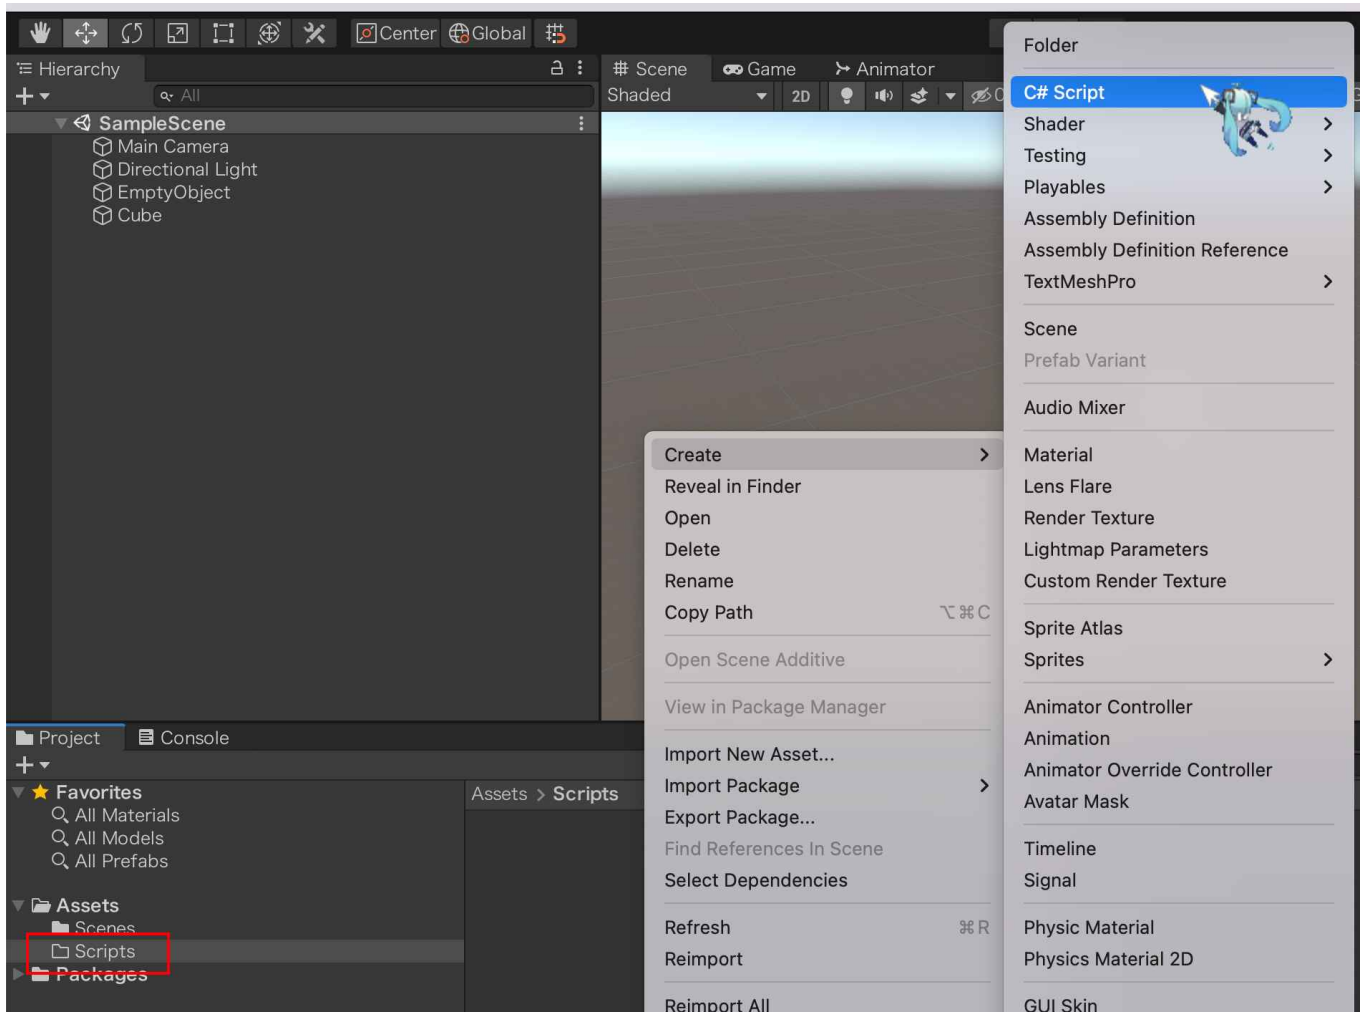 Center Global
Hierarchy
All
SampleScene
Main Camera
Directional Light
EmptyObject
Cube
Scene Game Animator
Shaded 2D
Folder
C# Script
Shader
Testing
Playables
Assembly Definition
Assembly Definition Reference
TextMeshPro
Scene
Prefab Variant
Audio Mixer
Material
Lens Flare
Render Texture
Lightmap Parameters
Custom Render Texture
Sprite Atlas
Sprites
Animator Controller
Animation
Animator Override Controller
Avatar Mask
Timeline
Signal
Physic Material
Physics Material 2D
GUI Skin
Create
Reveal in Finder
Open
Delete
Rename
Copy Path ⌥⌘C
Open Scene Additive
View in Package Manager
Import New Asset...
Import Package
Export Package...
Find References In Scene
Select Dependencies
Refresh ⌘R
Reimport
Reimport All
Project Console
Favorites
All Materials
All Models
All Prefabs
Assets
Scenes
Scripts
Packages
Assets > Scripts